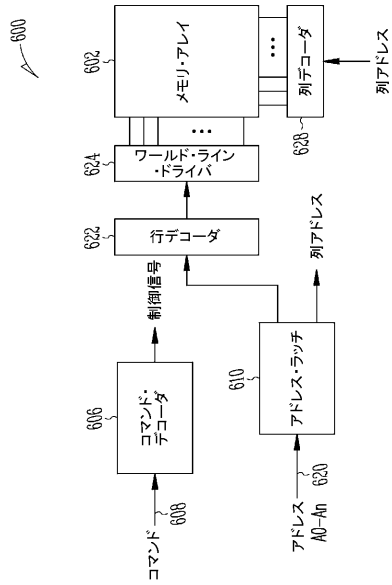 600
602
メモリ・アレイ
列デコーダ
628
列アドレス
624
ワールド・ライン
・ドライバ
622
行デコーダ
制御信号
列アドレス
606
コマンド・
デコーダ
610
アドレス・ラッチ
コマンド
608
アドレス
A0-An
620